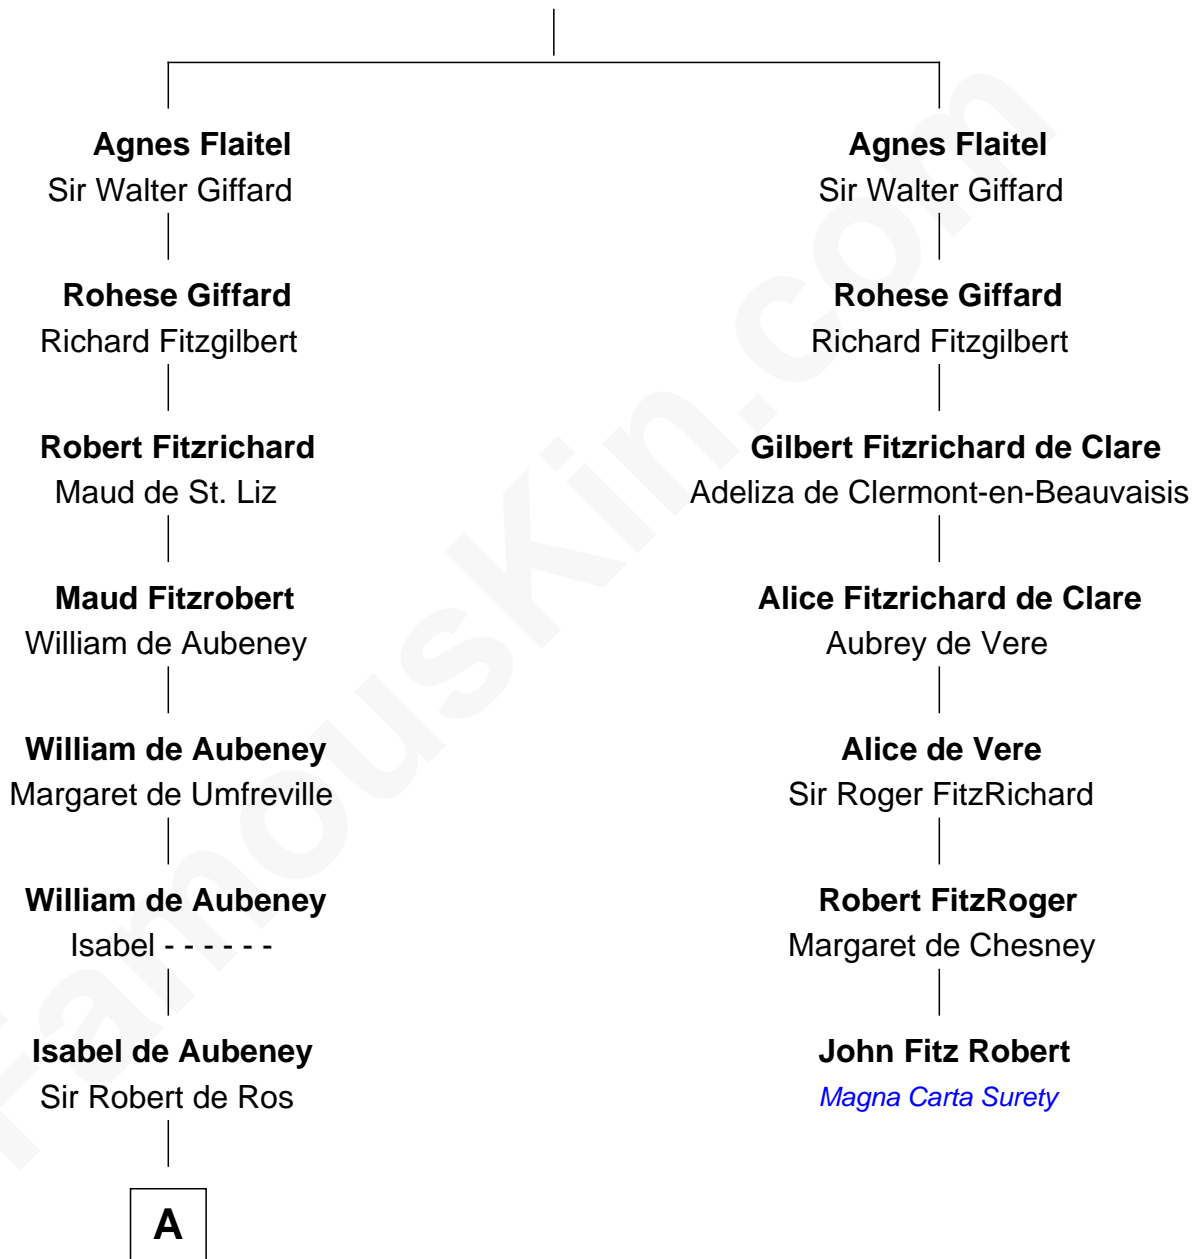 Agnes Flaitel
Sir Walter Giffard
Rohese Giffard
Richard Fitzgilbert
Robert Fitzrichard
Maud de St. Liz
Maud Fitzrobert
William de Aubeney
William de Aubeney
Margaret de Umfreville
William de Aubeney
Isabel - - - - - -
Isabel de Aubeney
Sir Robert de Ros
A
Agnes Flaitel
Sir Walter Giffard
Rohese Giffard
Richard Fitzgilbert
Gilbert Fitzrichard de Clare
Adeliza de Clermont-en-Beauvaisis
Alice Fitzrichard de Clare
Aubrey de Vere
Alice de Vere
Sir Roger FitzRichard
Robert FitzRoger
Margaret de Chesney
John Fitz Robert
Magna Carta Surety
FamousKin.com